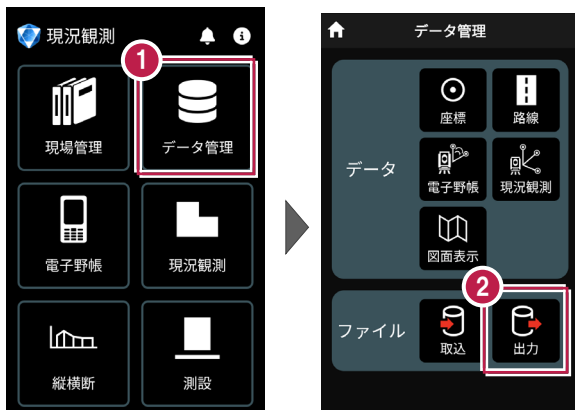 現況観測
1
現場管理
データ管理
電子野帳
現況観測
縦横断
測設
データ管理
データ
座標
路線
電子野帳
現況観測
図面表示
2
ファイル
取込
出力